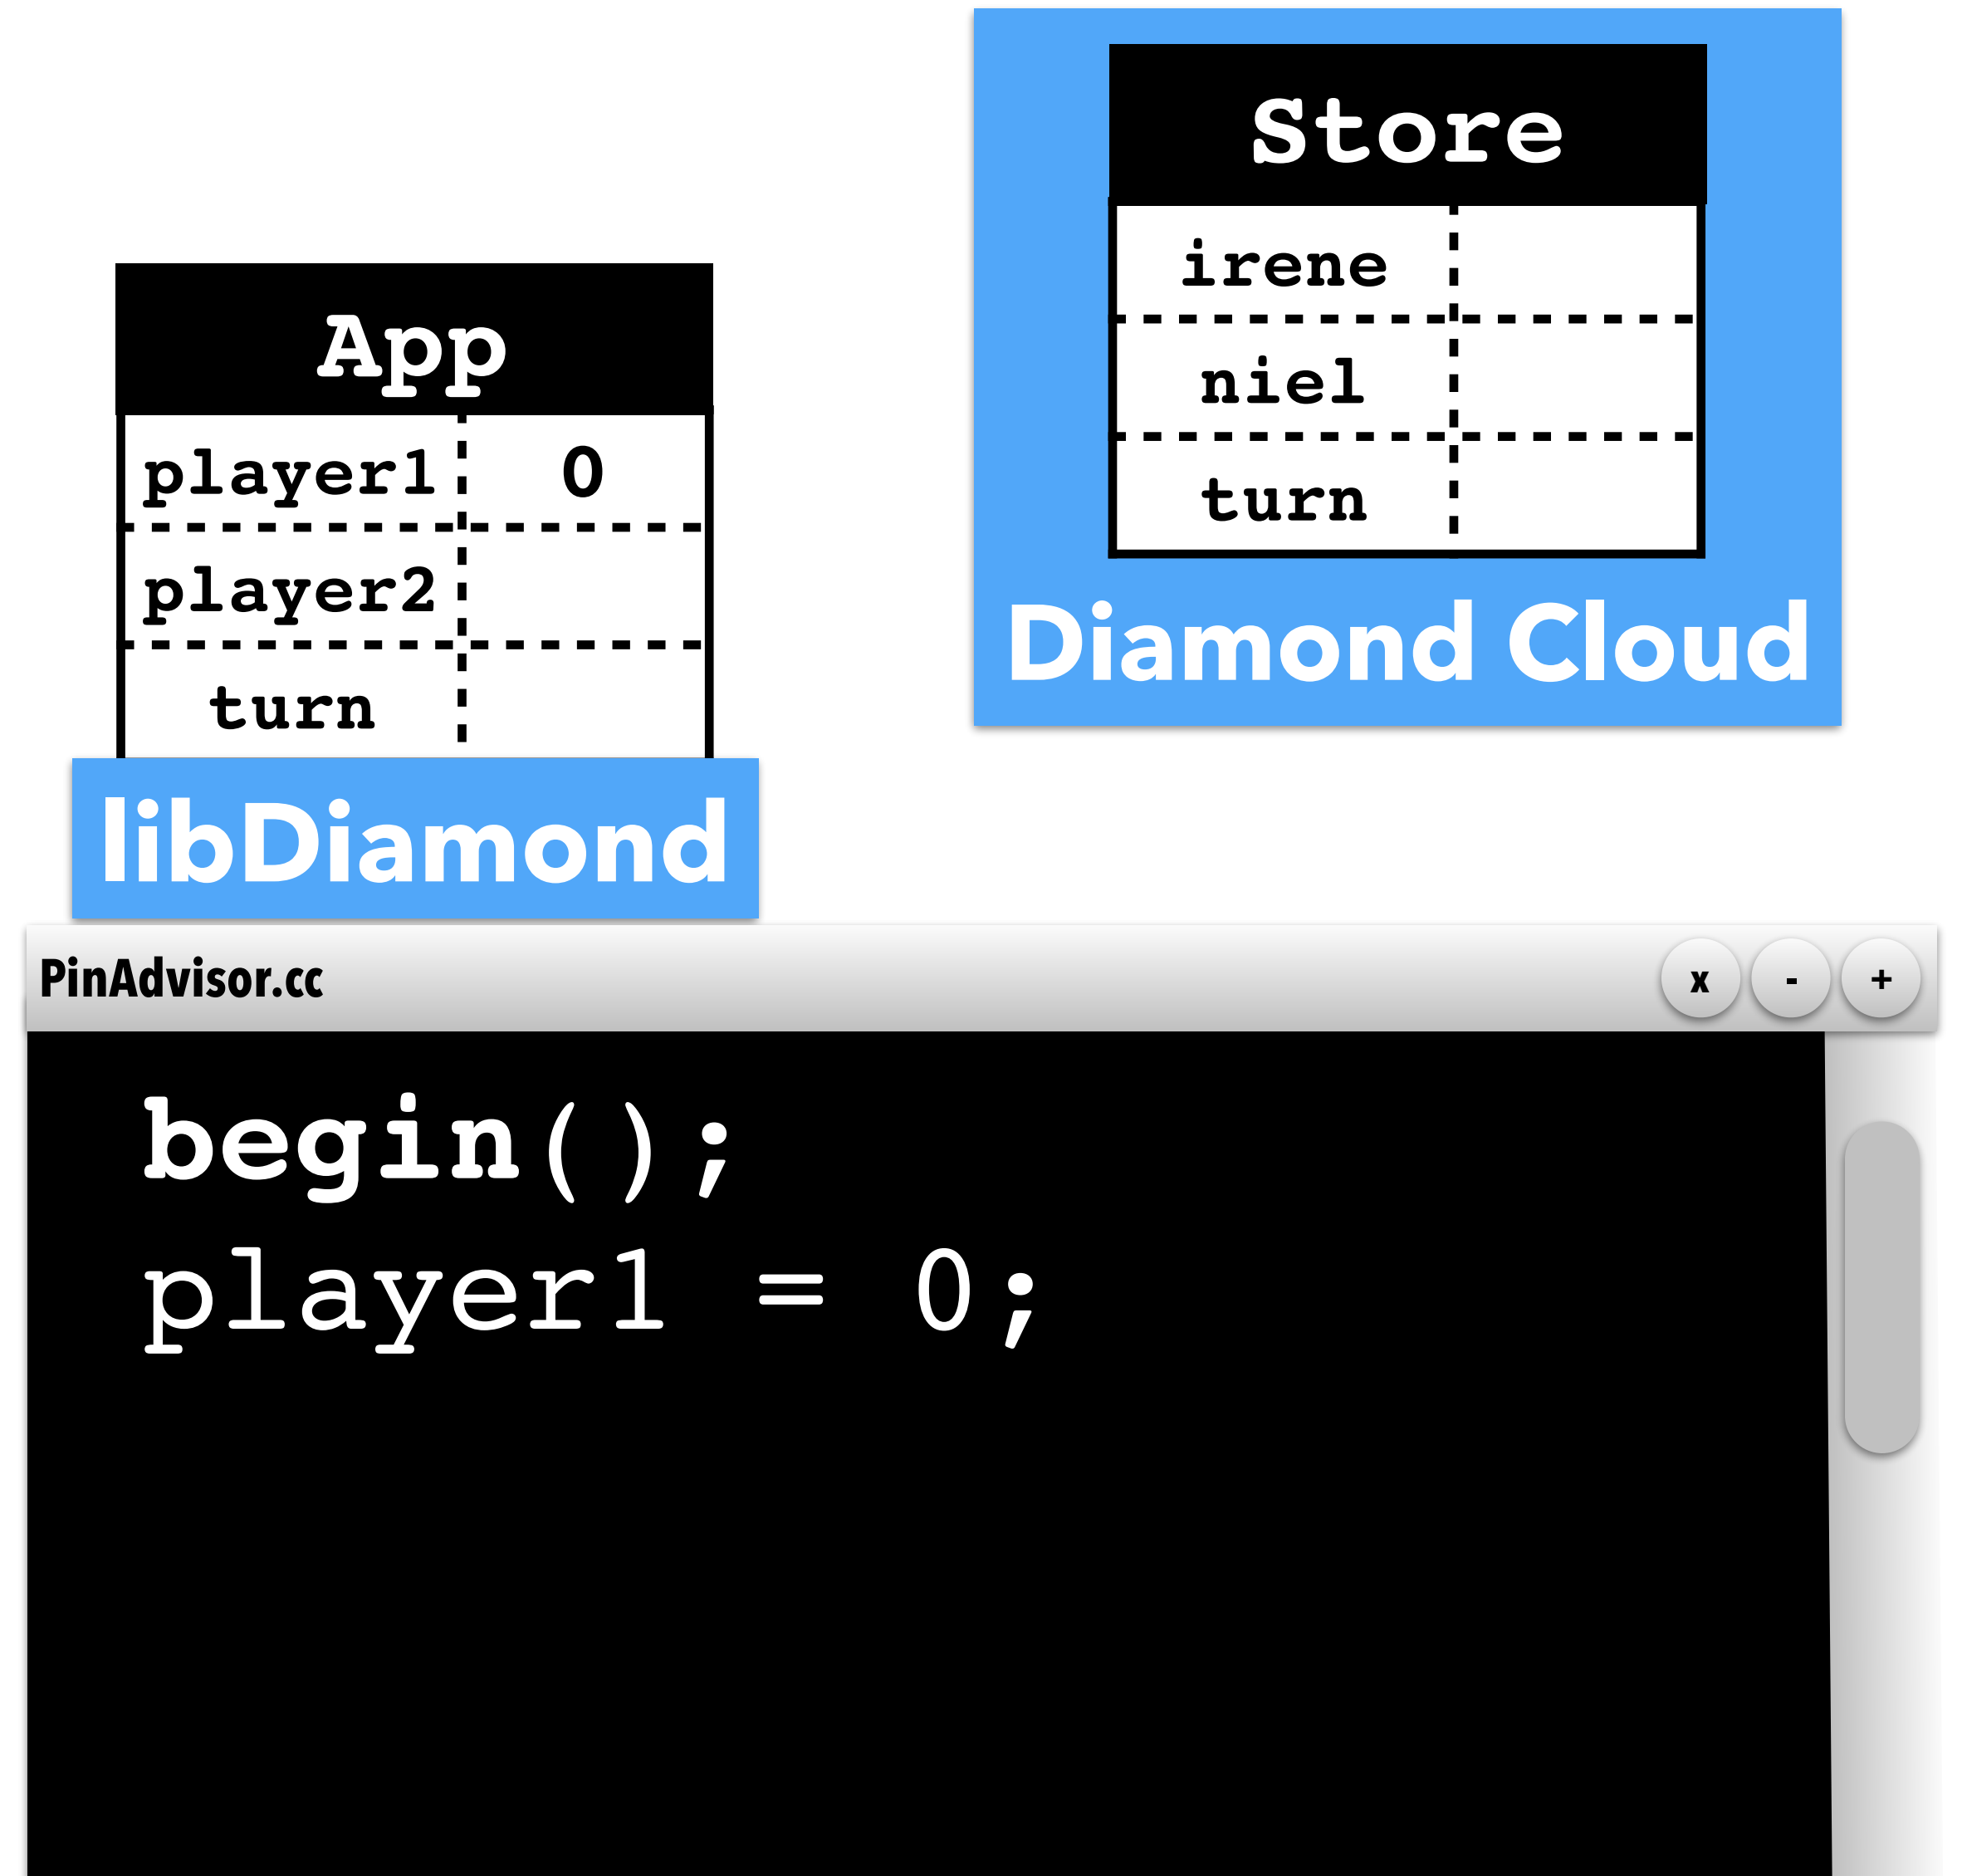 Store
irene
niel
turn
Diamond Cloud
App
player1 0
player2
turn
libDiamond
PinAdvisor.cc x - +
begin();
player1 = 0;